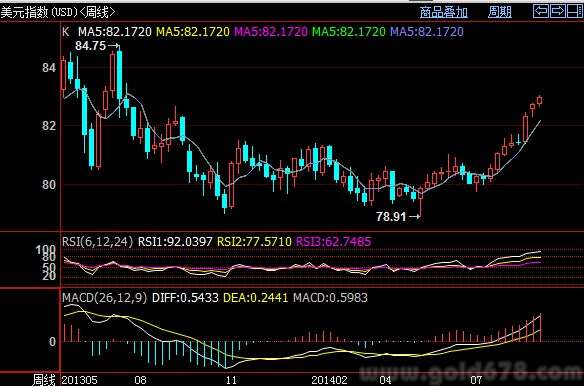 美元指数(USD)<周线> 商品叠加 周期
K MA5:82.1720 MA5:82.1720 MA5:82.1720 MA5:82.1720 MA5:82.1720
84.75
84
82
80
78.91
RSI(6,12,24) RSI1:92.0397 RSI2:77.5710 RSI3:62.7485
100
80
50
20
0
MACD(26,12,9) DIFF:0.5433 DEA:0.2441 MACD:0.5983
0
www.gold678.com
周线 201305 08 11 201402 04 07